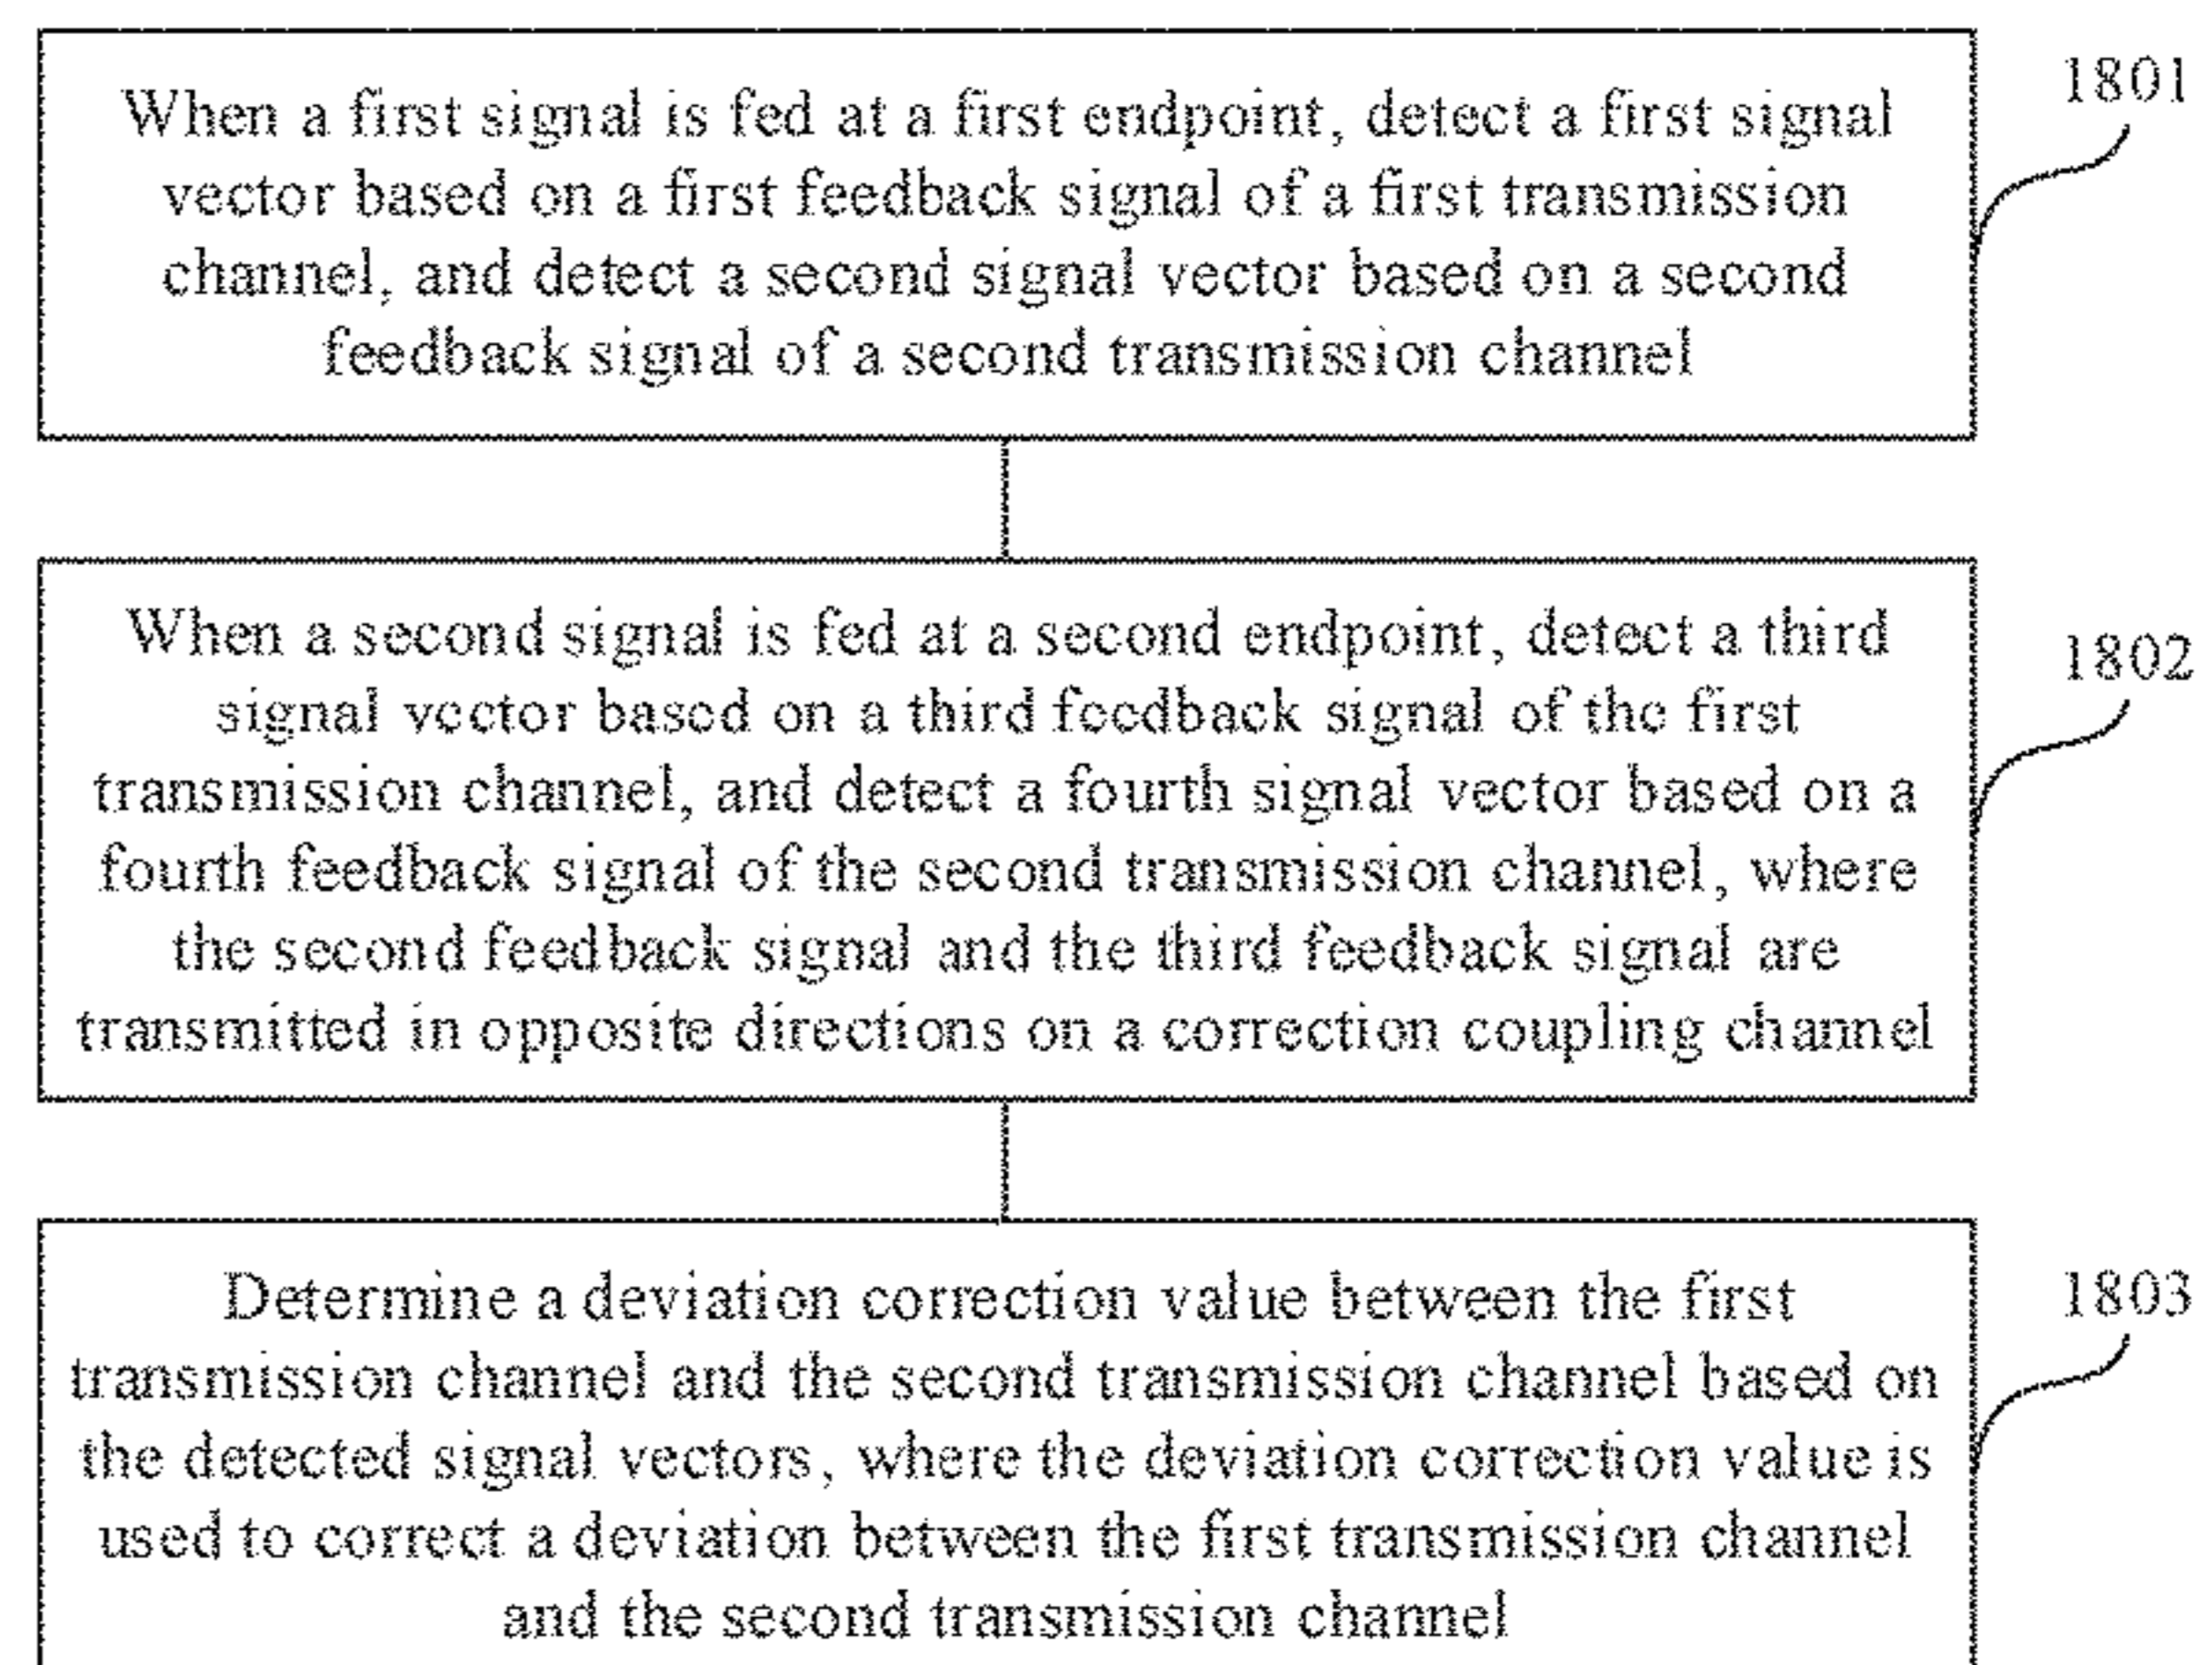 When a first signal is fed at a first endpoint, detect a first signal
vector based on a first feedback signal of a first transmission
channel, and detect a second signal vector based on a second
feedback signal of a second transmission channel
1801
When a second signal is fed at a second endpoint, detect a third
signal vector based on a third feedback signal of the first
transmission channel, and detect a fourth signal vector based on a
fourth feedback signal of the second transmission channel, where
the second feedback signal and the third feedback signal are
transmitted in opposite directions on a correction coupling channel
1802
Determine a deviation correction value between the first
transmission channel and the second transmission channel based on
the detected signal vectors, where the deviation correction value is
used to correct a deviation between the first transmission channel
and the second transmission channel
1803